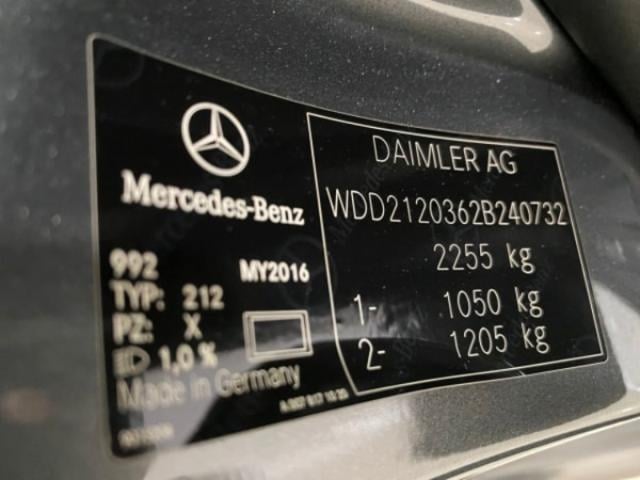 Mercedes-Benz
992 MY2016
TYP: 212
PZ: X
1,0 %
Made in Germany
DAIMLER AG
WDD2120362B240732
2255 kg
1- 1050 kg
2- 1205 kg